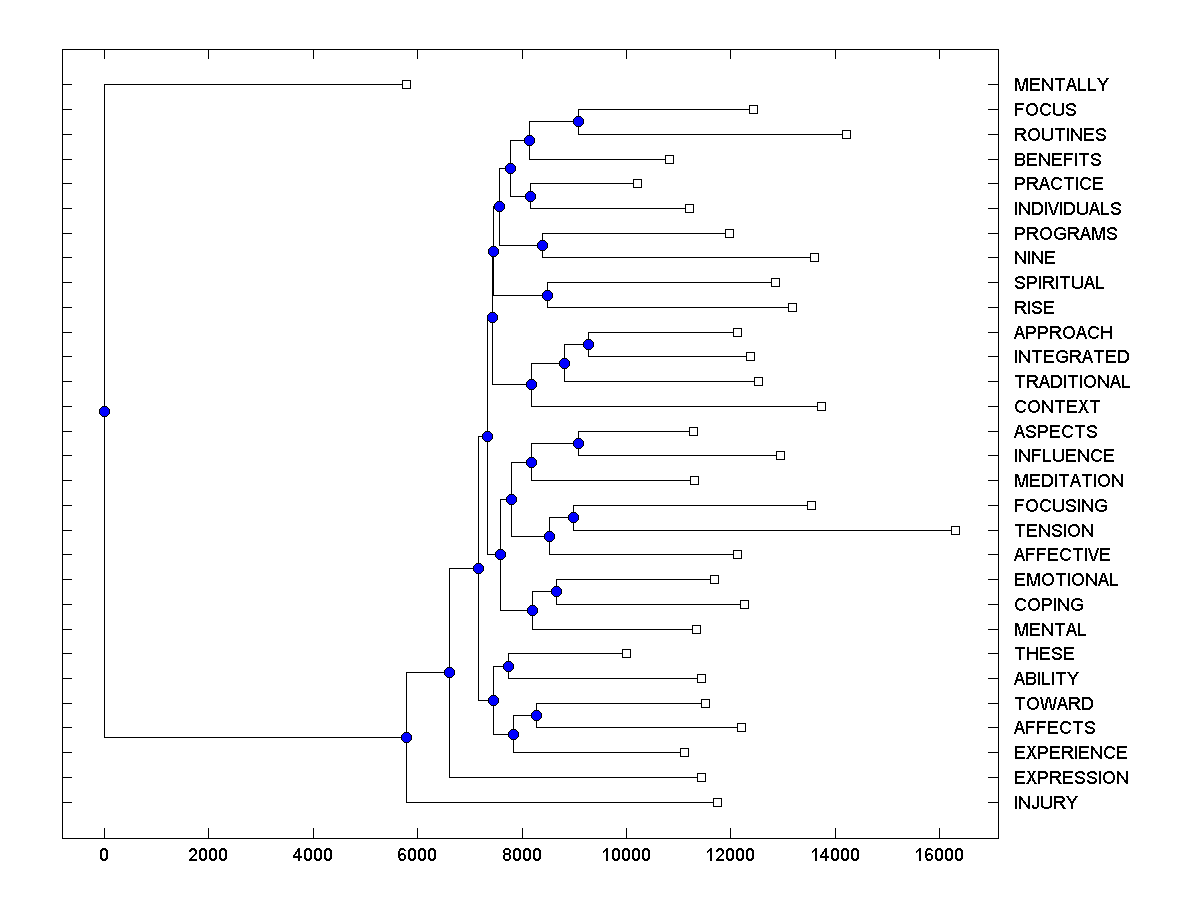 MENTALLY
FOCUS
ROUTINES
BENEFITS
PRACTICE
INDIVIDUALS
PROGRAMS
NINE
SPIRITUAL
RISE
APPROACH
INTEGRATED
TRADITIONAL
CONTEXT
ASPECTS
INFLUENCE
MEDITATION
FOCUSING
TENSION
AFFECTIVE
EMOTIONAL
COPING
MENTAL
THESE
ABILITY
TOWARD
AFFECTS
EXPERIENCE
EXPRESSION
INJURY
0 2000 4000 6000 8000 10000 12000 14000 16000